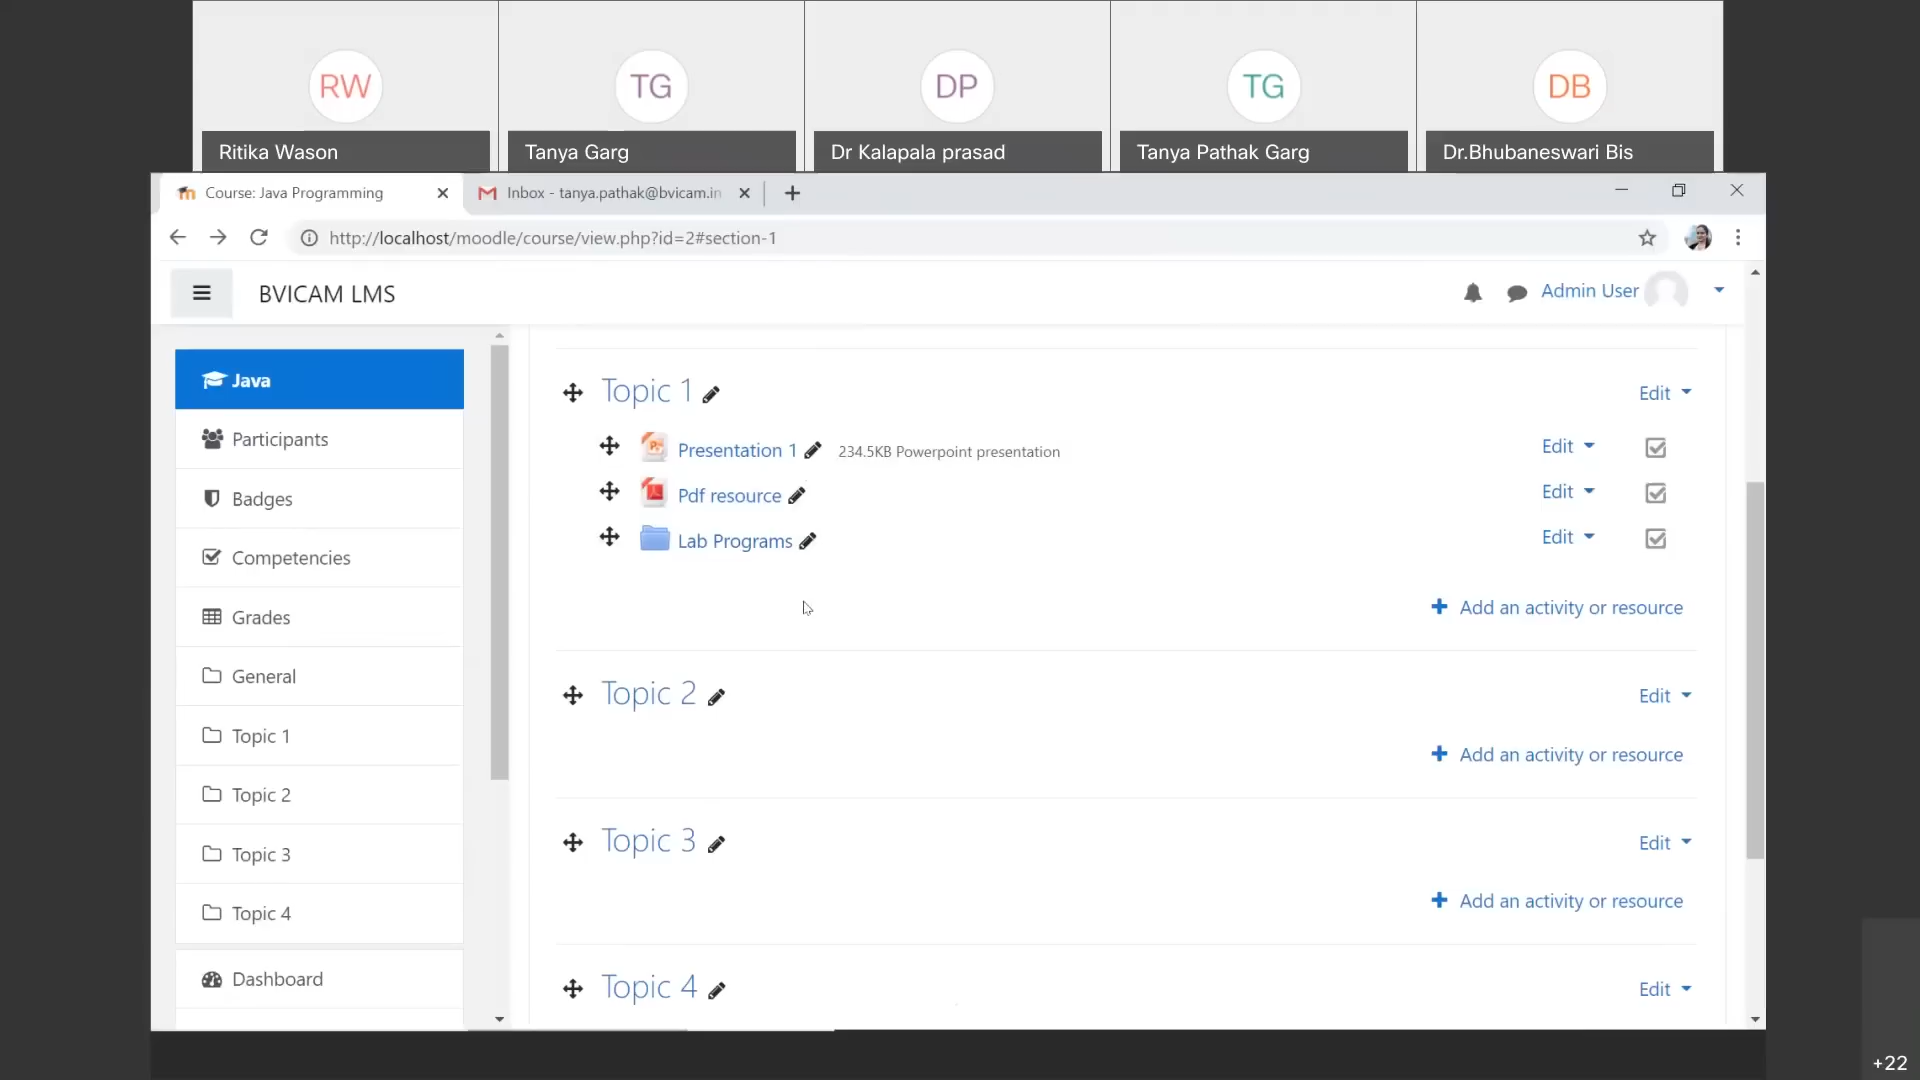 RW
TG
DP
TG
DB
Ritika Wason
Tanya Garg
Dr Kalapala prasad
Tanya Pathak Garg
Dr.Bhubaneswari Bis
Course: Java Programming
Inbox - tanya.pathak@bvicam.in
http://localhost/moodle/course/view.php?id=2#section-1
BVICAM LMS
Admin User
Java
Participants
Badges
Competencies
Grades
General
Topic 1
Topic 2
Topic 3
Topic 4
Dashboard
Topic 1
Edit
Presentation 1 234.5KB Powerpoint presentation
Edit
Pdf resource
Edit
Lab Programs
Edit
Add an activity or resource
Topic 2
Edit
Add an activity or resource
Topic 3
Edit
Add an activity or resource
Topic 4
Edit
+22